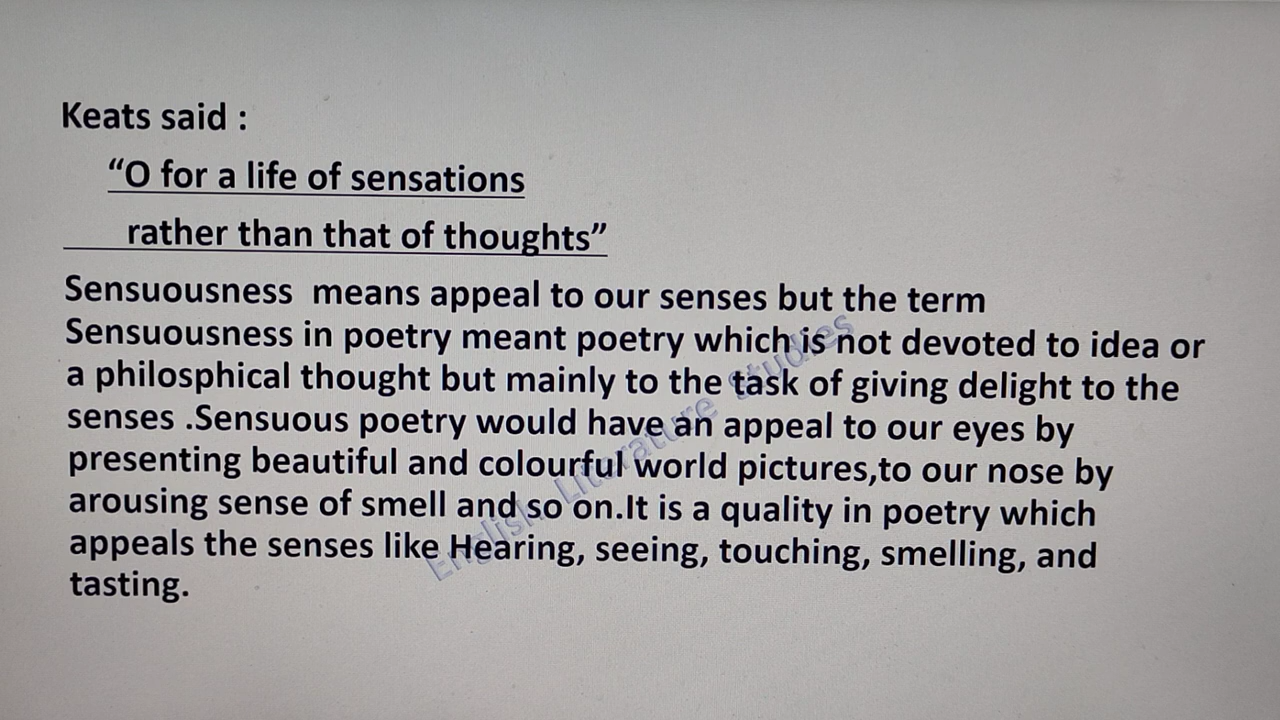 Keats said :
“O for a life of sensations
rather than that of thoughts”
Sensuousness  means appeal to our senses but the term
Sensuousness in poetry meant poetry which is not devoted to idea or
a philosphical thought but mainly to the task of giving delight to the
senses .Sensuous poetry would have an appeal to our eyes by
presenting beautiful and colourful world pictures,to our nose by
arousing sense of smell and so on.It is a quality in poetry which
appeals the senses like Hearing, seeing, touching, smelling, and
tasting.
English Literature Studies